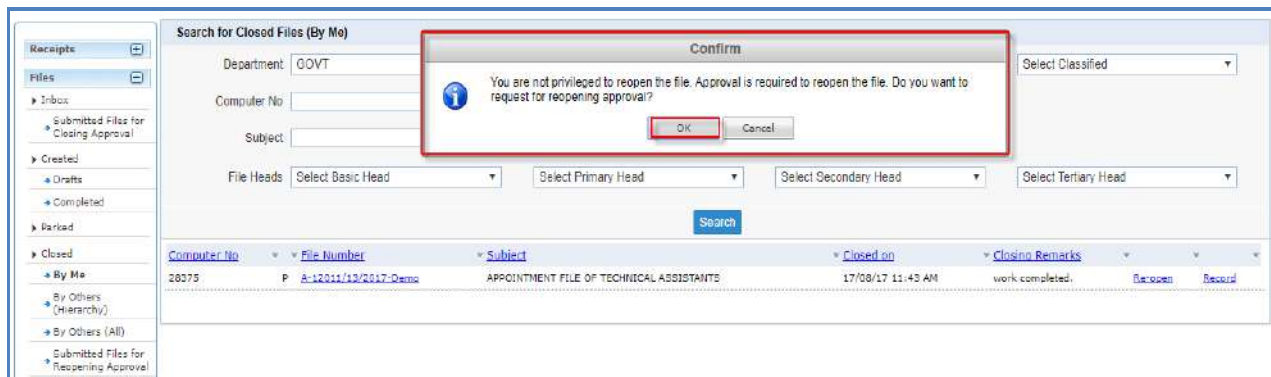 Receipts
Files
Inbox
Submitted Files for
Closing Approval
Created
Drafts
Completed
Parked
Closed
By Me
By Others
(Hierarchy)
By Others (All)
Submitted Files for
Reopening Approval
Search for Closed Files (By Me)
Department GOVT Select Classified
Computer No
Subject
File Heads Select Basic Head Select Primary Head Select Secondary Head Select Tertiary Head
Confirm
You are not privileged to reopen the file. Approval is required to reopen the file. Do you want to
request for reopening approval?
OK Cancel
Search
Computer No File Number Subject Closed on Closing Remarks
28375 P A-12011/13/2017-Demo APPOINTMENT FILE OF TECHNICAL ASSISTANTS 17/08/17 11:43 AM work completed. Re-open Record